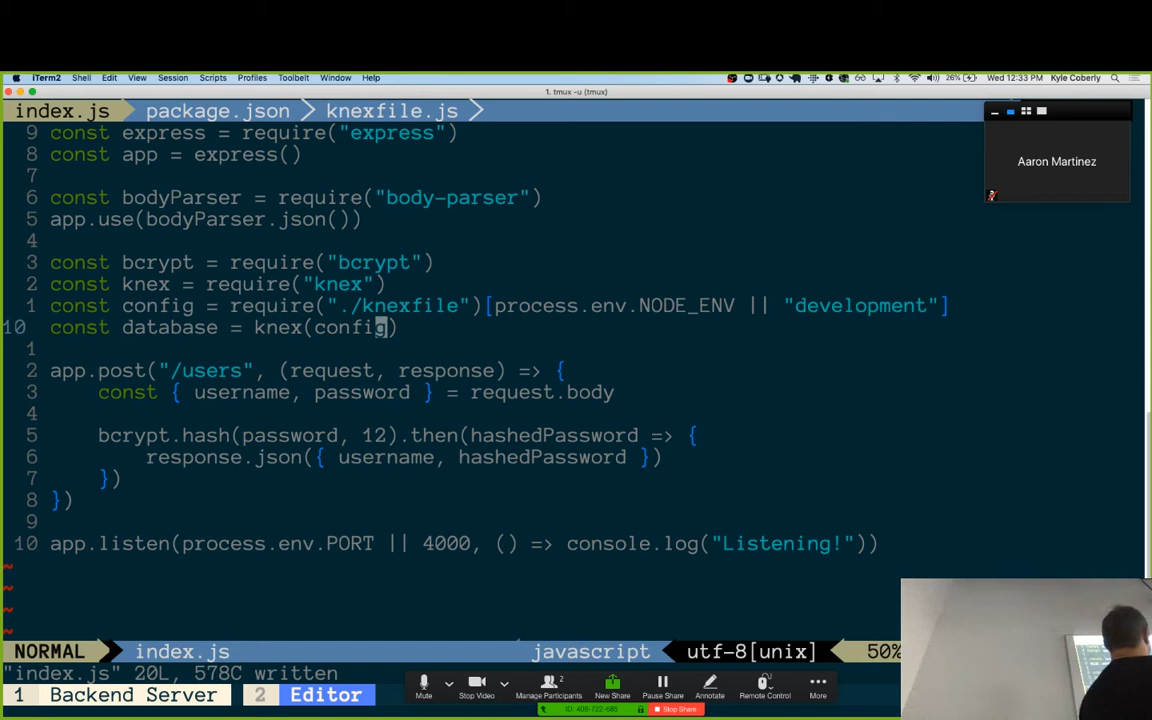 iTerm2 Shell Edit View Session Scripts Profiles Toolbelt Window Help 26% Wed 12:33 PM Kyle Coberly
1. tmux -u (tmux)
index.js package.json knexfile.js
Aaron Martinez
9 const express = require("express")
8 const app = express()
7
6 const bodyParser = require("body-parser")
5 app.use(bodyParser.json())
4
3 const bcrypt = require("bcrypt")
2 const knex = require("knex")
1 const config = require("./knexfile")[process.env.NODE_ENV || "development"]
10 const database = knex(config)
1
2 app.post("/users", (request, response) => {
3 const { username, password } = request.body
4
5 bcrypt.hash(password, 12).then(hashedPassword => {
6 response.json({ username, hashedPassword })
7 })
8 })
9
10 app.listen(process.env.PORT || 4000, () => console.log("Listening!"))
~
~
~
~
NORMAL index.js javascript utf-8[unix] 50%
"index.js" 20L, 578C written
1 Backend Server 2 Editor
Mute Stop Video 2 Manage Participants New Share Pause Share Annotate Remote Control More
ID: 408-722-685 Stop Share